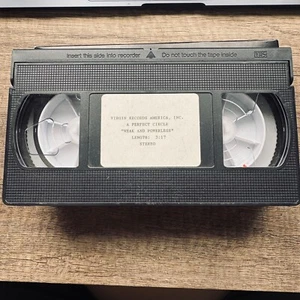 Insert this side into recorder Do not touch the tape inside
VIRGIN RECORDS AMERICA, INC.
A PERFECT CIRCLE
"WEAK AND POWERLESS"
LENGTH: 3:17
STEREO